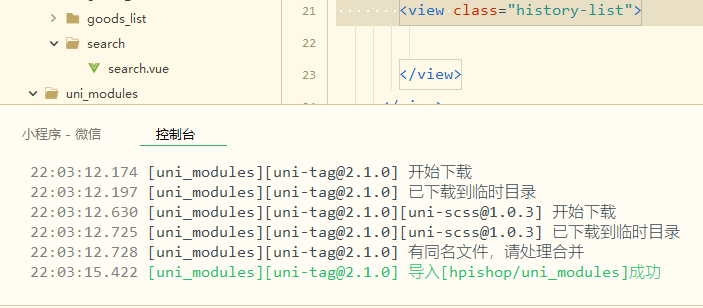 goods_list
search
search.vue
uni_modules
21 <view class="history-list">
22
23 </view>
小程序 - 微信 控制台
22:03:12.174 [uni_modules][uni-tag@2.1.0] 开始下载
22:03:12.197 [uni_modules][uni-tag@2.1.0] 已下载到临时目录
22:03:12.630 [uni_modules][uni-tag@2.1.0][uni-scss@1.0.3] 开始下载
22:03:12.725 [uni_modules][uni-tag@2.1.0][uni-scss@1.0.3] 已下载到临时目录
22:03:12.728 [uni_modules][uni-tag@2.1.0] 有同名文件，请处理合并
22:03:15.422 [uni_modules][uni-tag@2.1.0] 导入[hpishop/uni_modules]成功